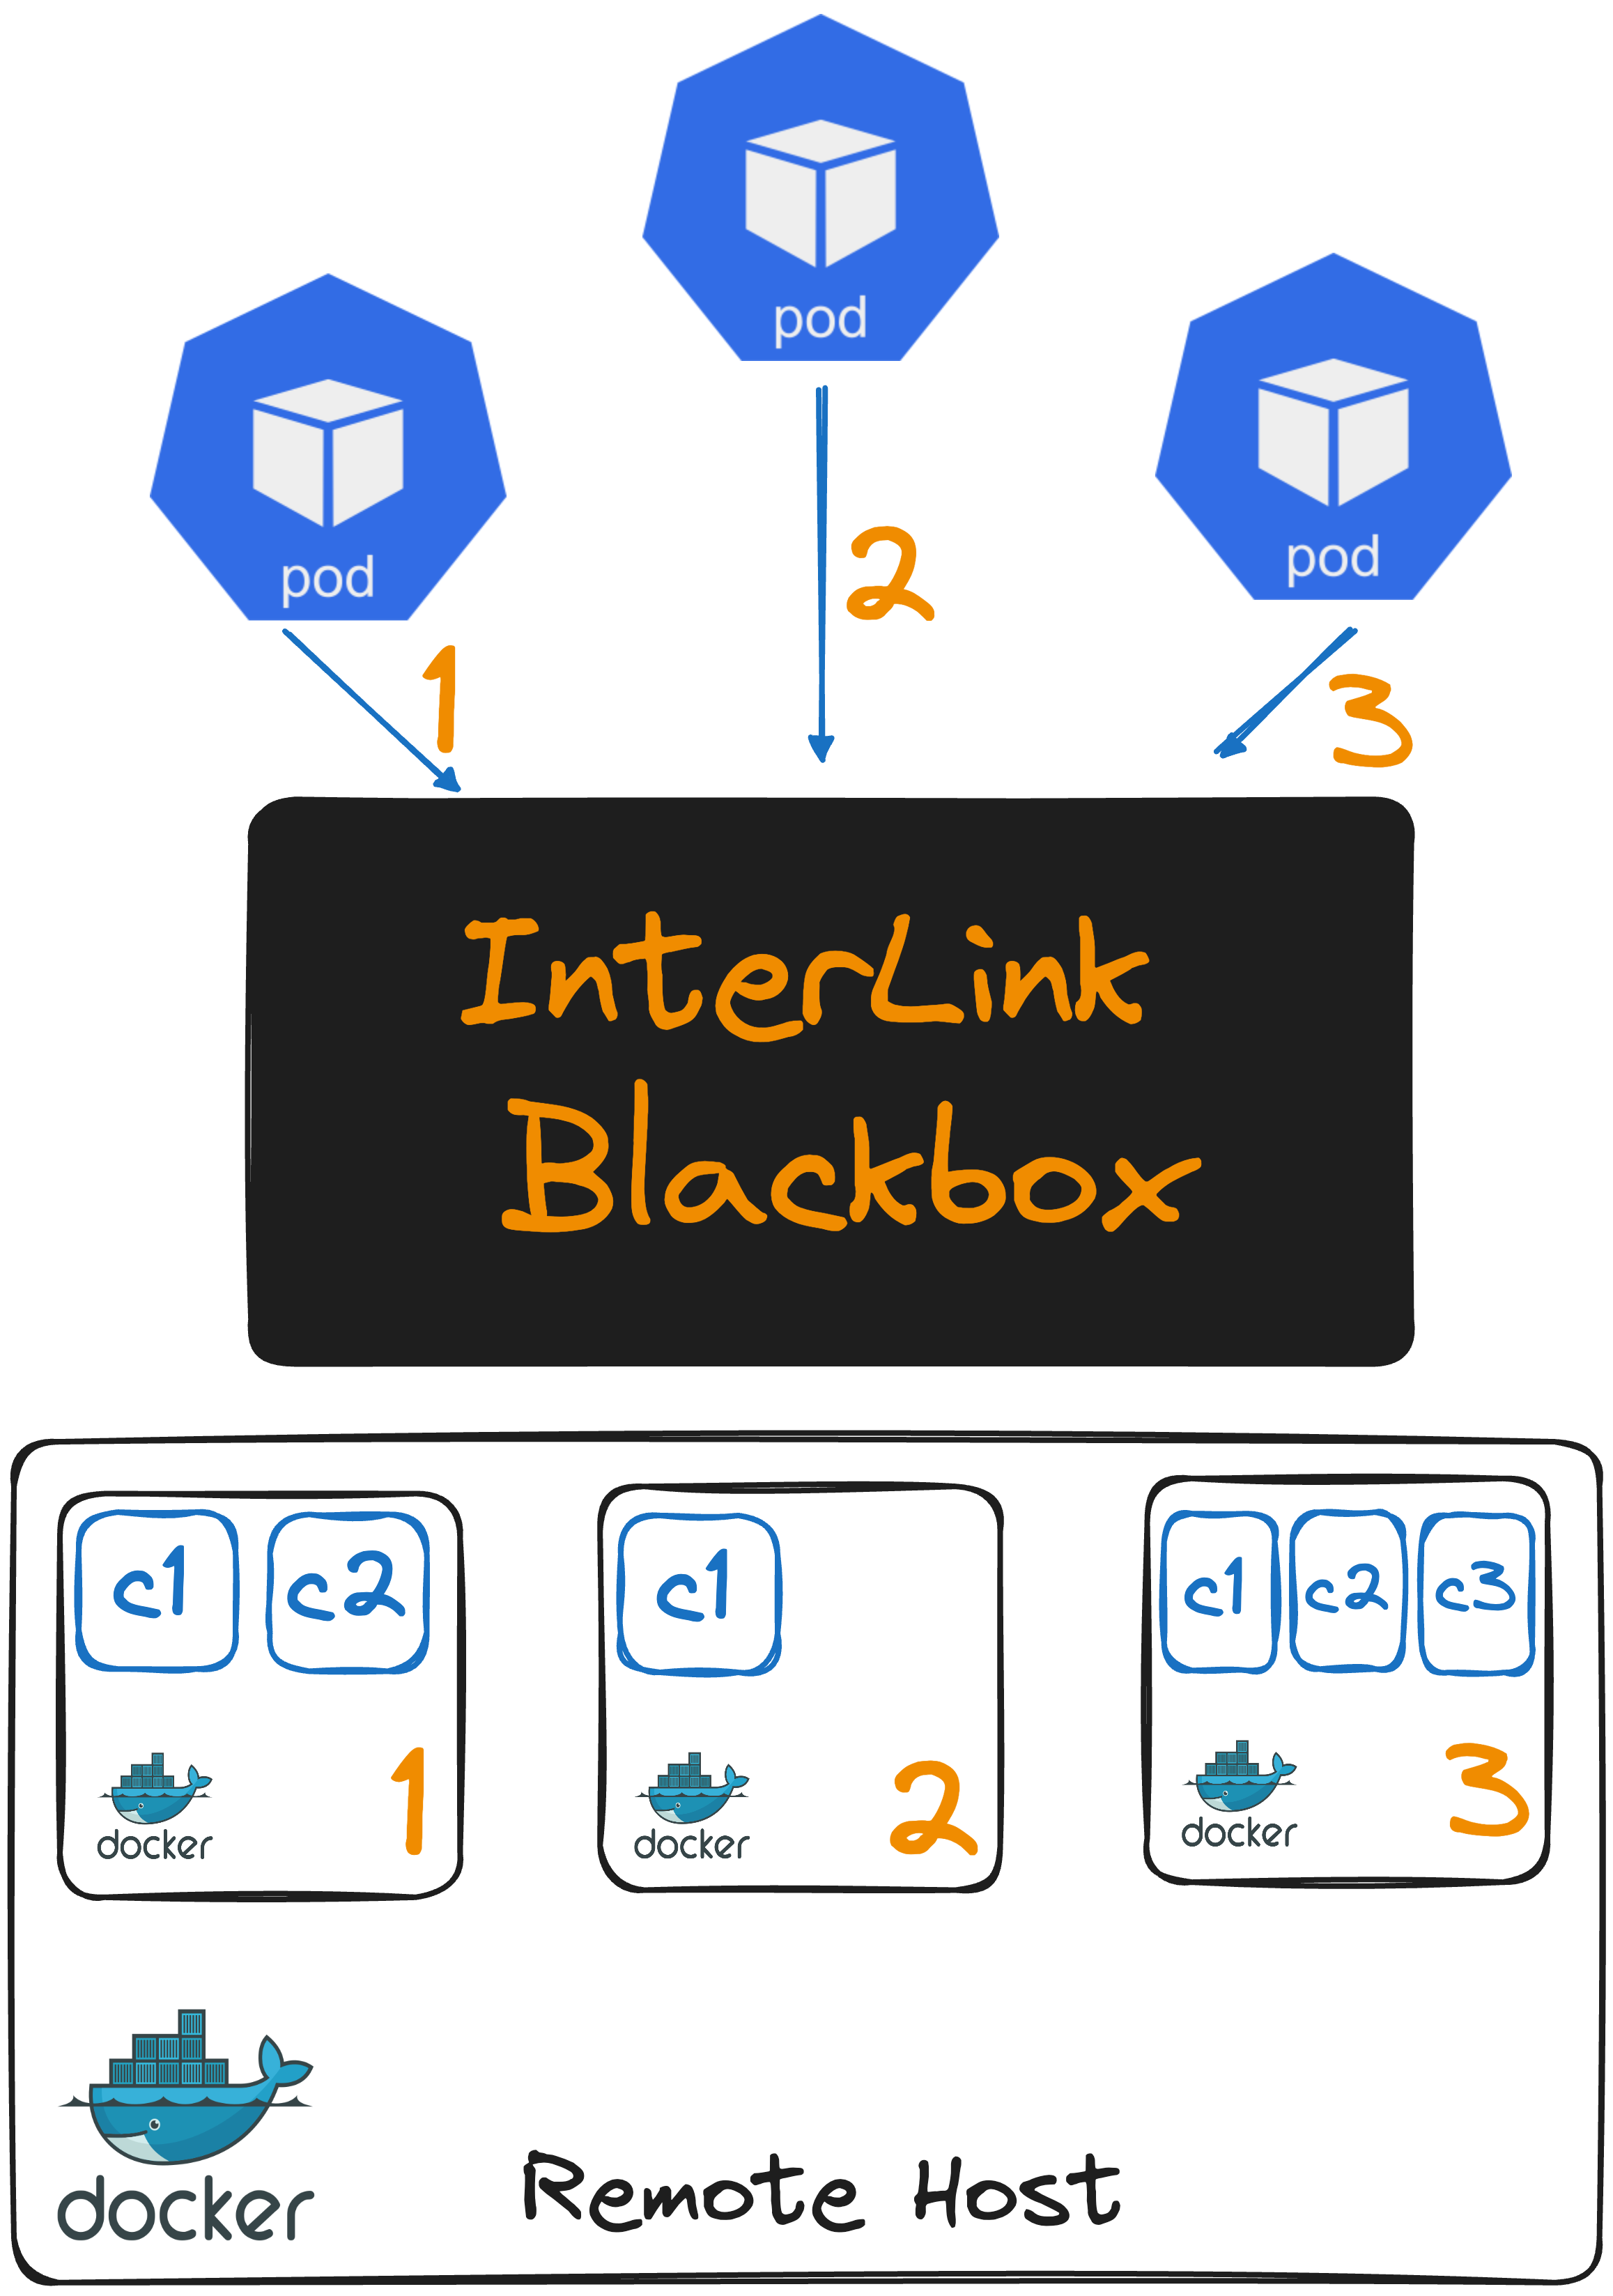 pod
pod
pod
2
1
3
InterLink
Blackbox
c1 c2
c1
c1 c2 c3
docker 1
docker 2
docker 3
docker
Remote Host